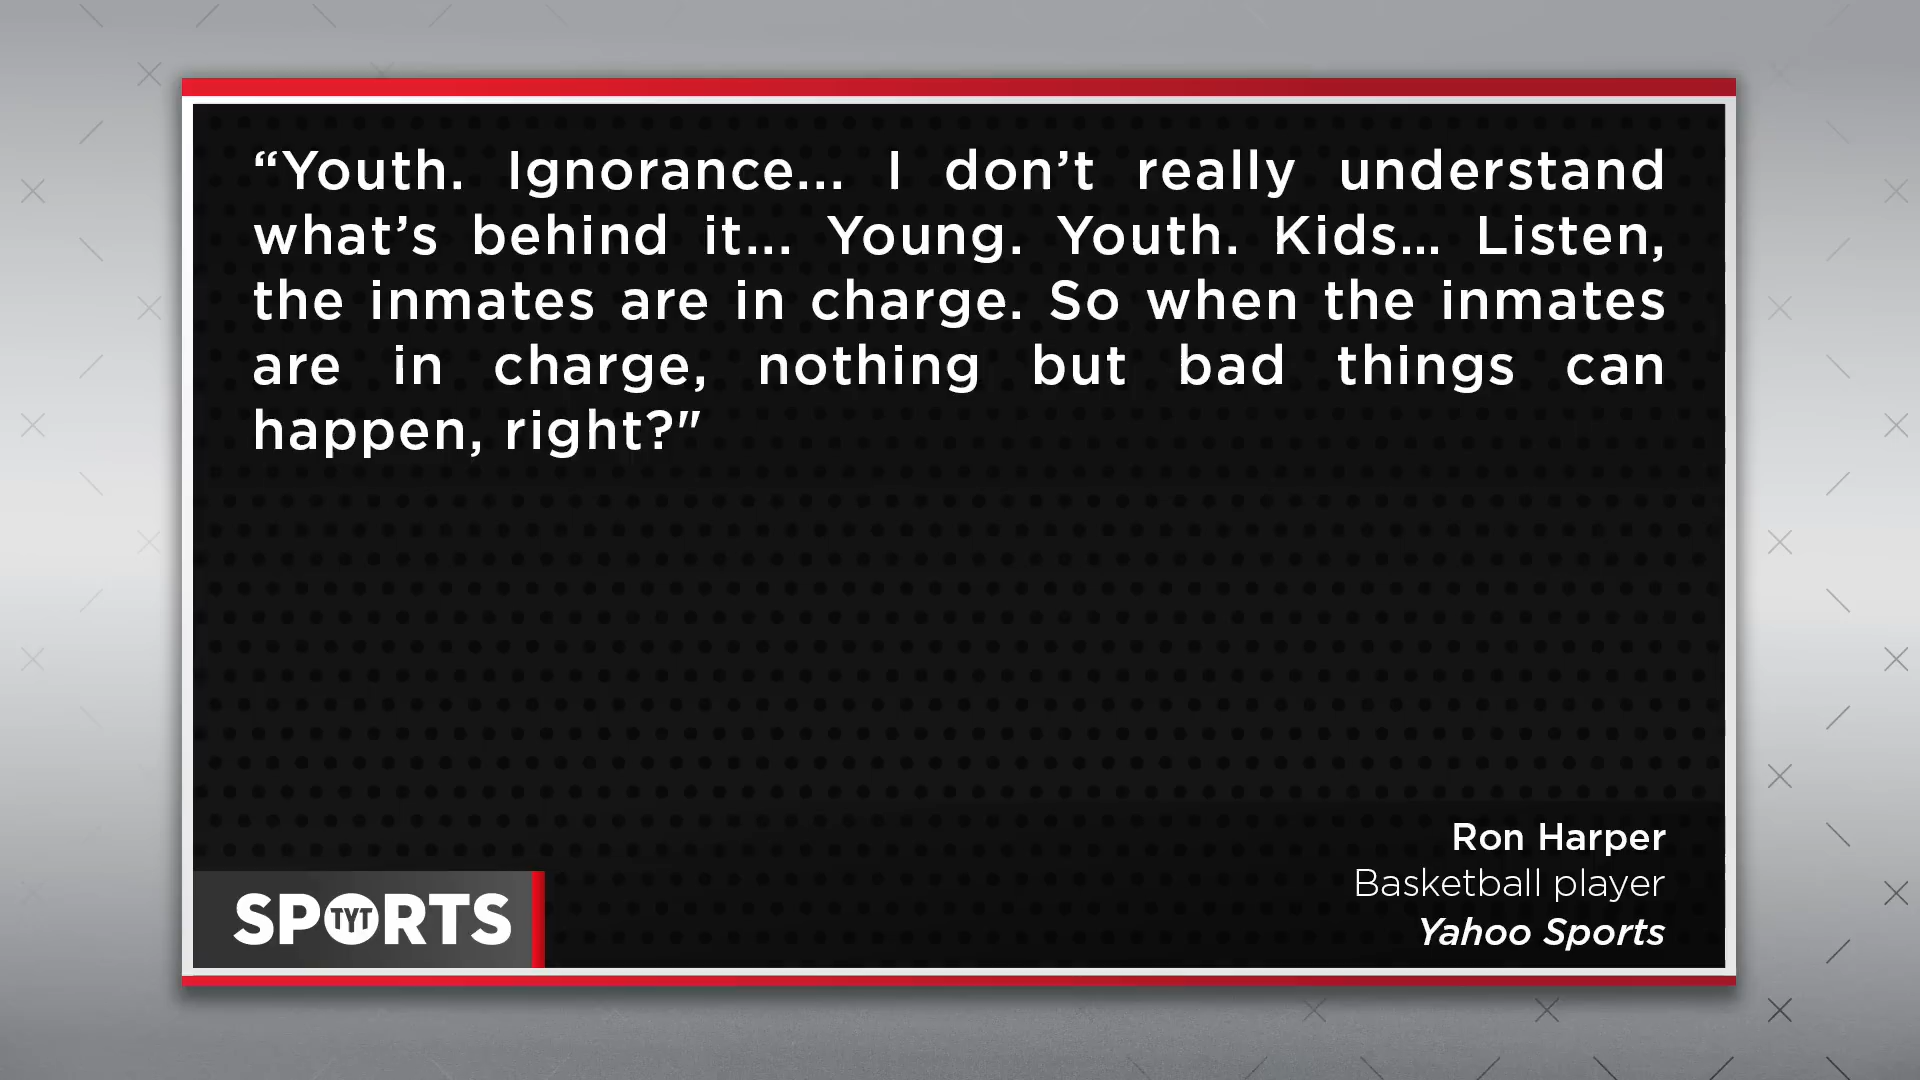 “Youth. Ignorance... I don’t really understand
what’s behind it... Young. Youth. Kids... Listen,
the inmates are in charge. So when the inmates
are in charge, nothing but bad things can
happen, right?"
Ron Harper
Basketball player
Yahoo Sports
SPORTS
TYT